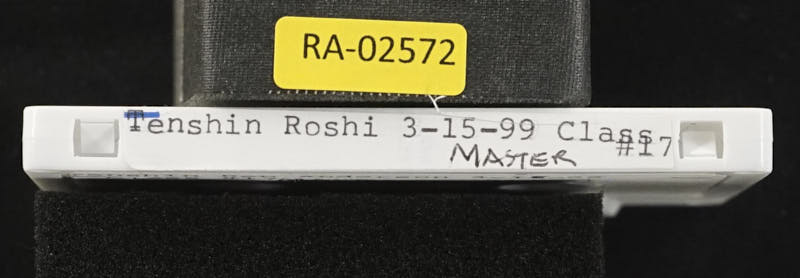 RA-02572
Tenshin Roshi 3-15-99 Class
#17
MASTER